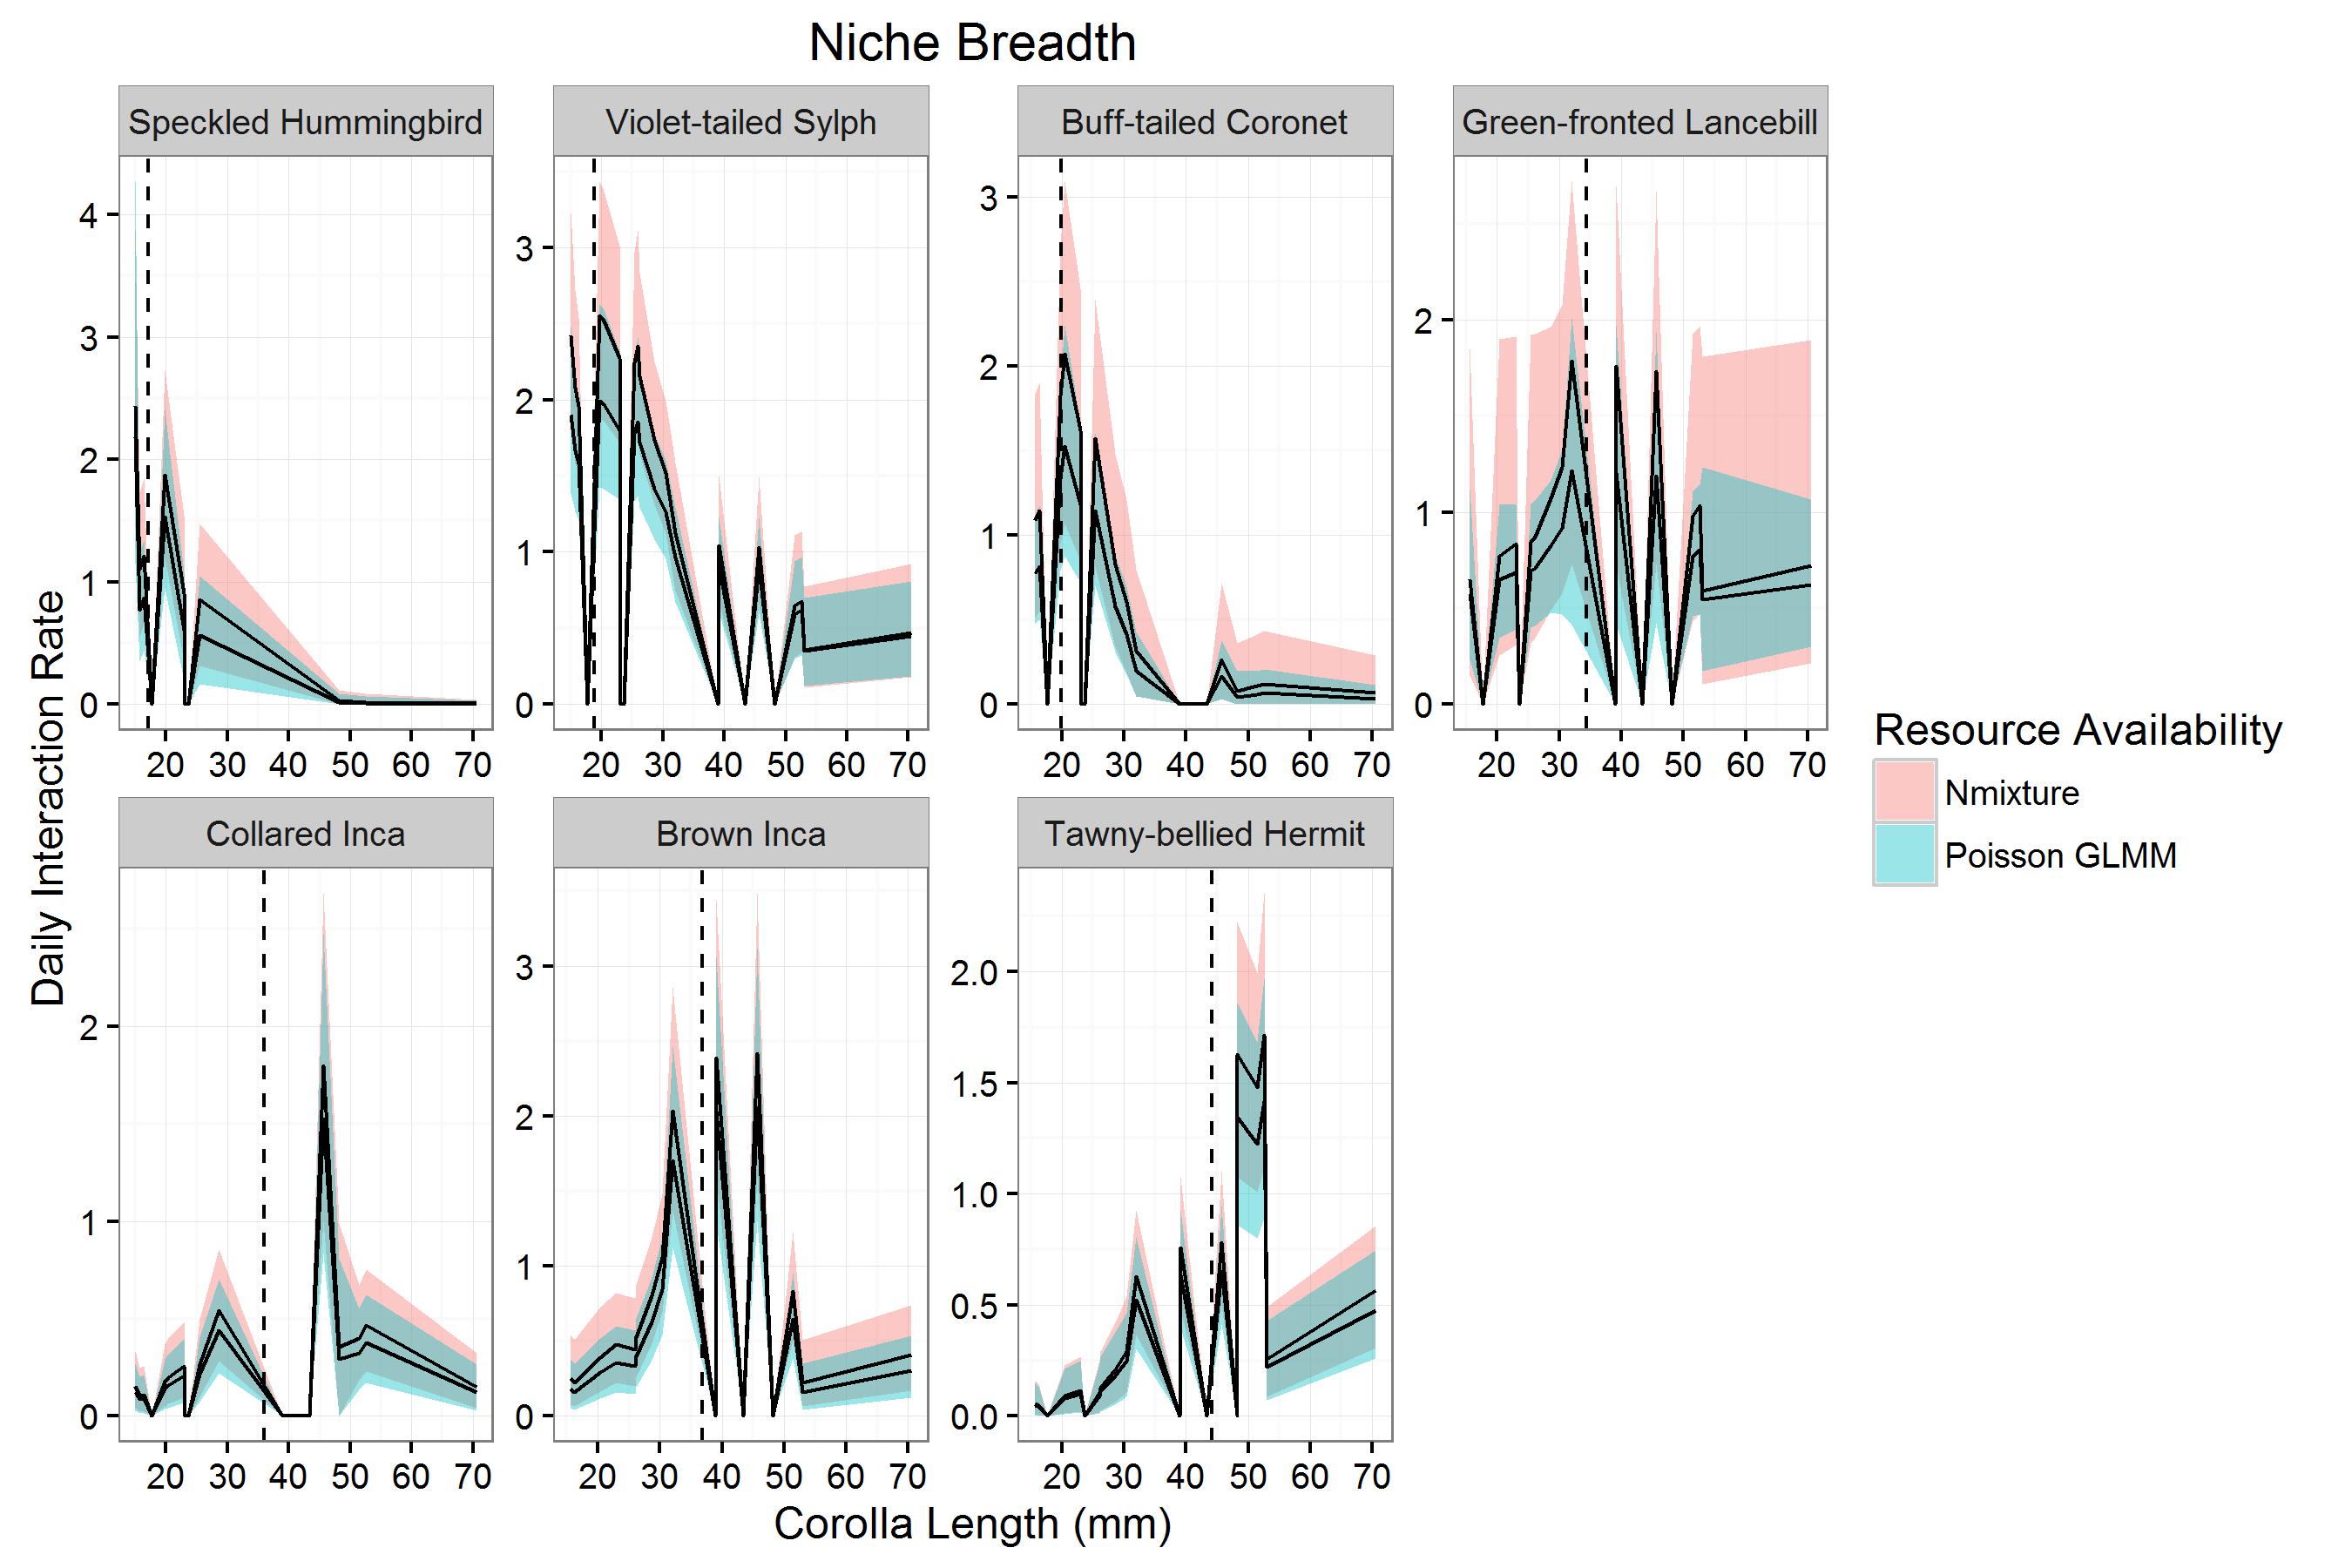 Niche Breadth
Speckled Hummingbird
Violet-tailed Sylph
Buff-tailed Coronet
Green-fronted Lancebill
4
3
2
1
0
3
2
1
0
3
2
1
0
2
1
0
20 30 40 50 60 70
20 30 40 50 60 70
20 30 40 50 60 70
20 30 40 50 60 70
Collared Inca
Brown Inca
Tawny-bellied Hermit
2
1
0
3
2
1
0
2.0
1.5
1.0
0.5
0.0
20 30 40 50 60 70
20 30 40 50 60 70
20 30 40 50 60 70
Daily Interaction Rate
Corolla Length (mm)
Resource Availability
Nmixture
Poisson GLMM